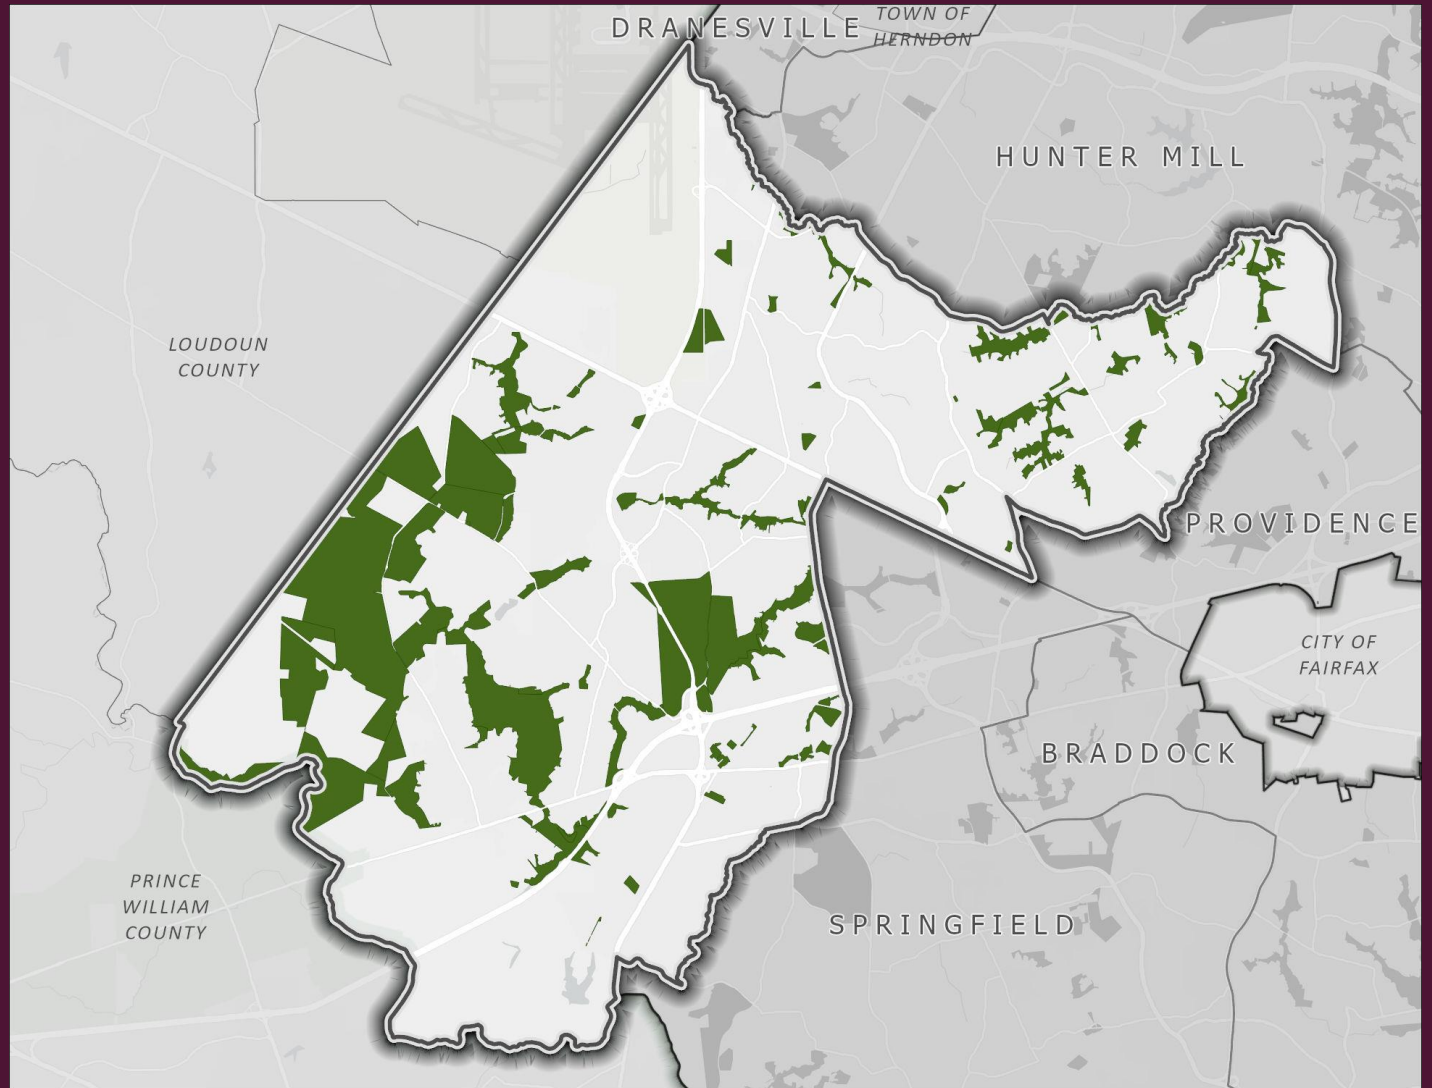 DRANESVILLE
TOWN OF
HERNDON
HUNTER MILL
LOUDOUN
COUNTY
PROVIDENCE
CITY OF
FAIRFAX
BRADDOCK
PRINCE
WILLIAM
COUNTY
SPRINGFIELD